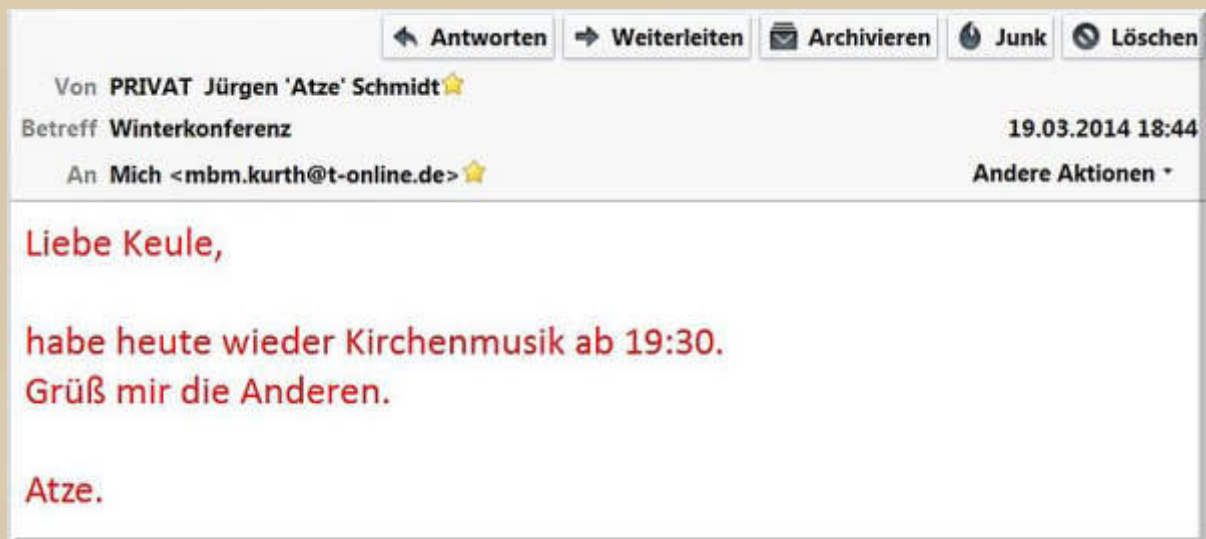 Antworten Weiterleiten Archivieren Junk Löschen
Von PRIVAT Jürgen 'Atze' Schmidt
Betreff Winterkonferenz 19.03.2014 18:44
An Mich <mbm.kurth@t-online.de> Andere Aktionen
Liebe Keule,
habe heute wieder Kirchenmusik ab 19:30.
Grüß mir die Anderen.
Atze.